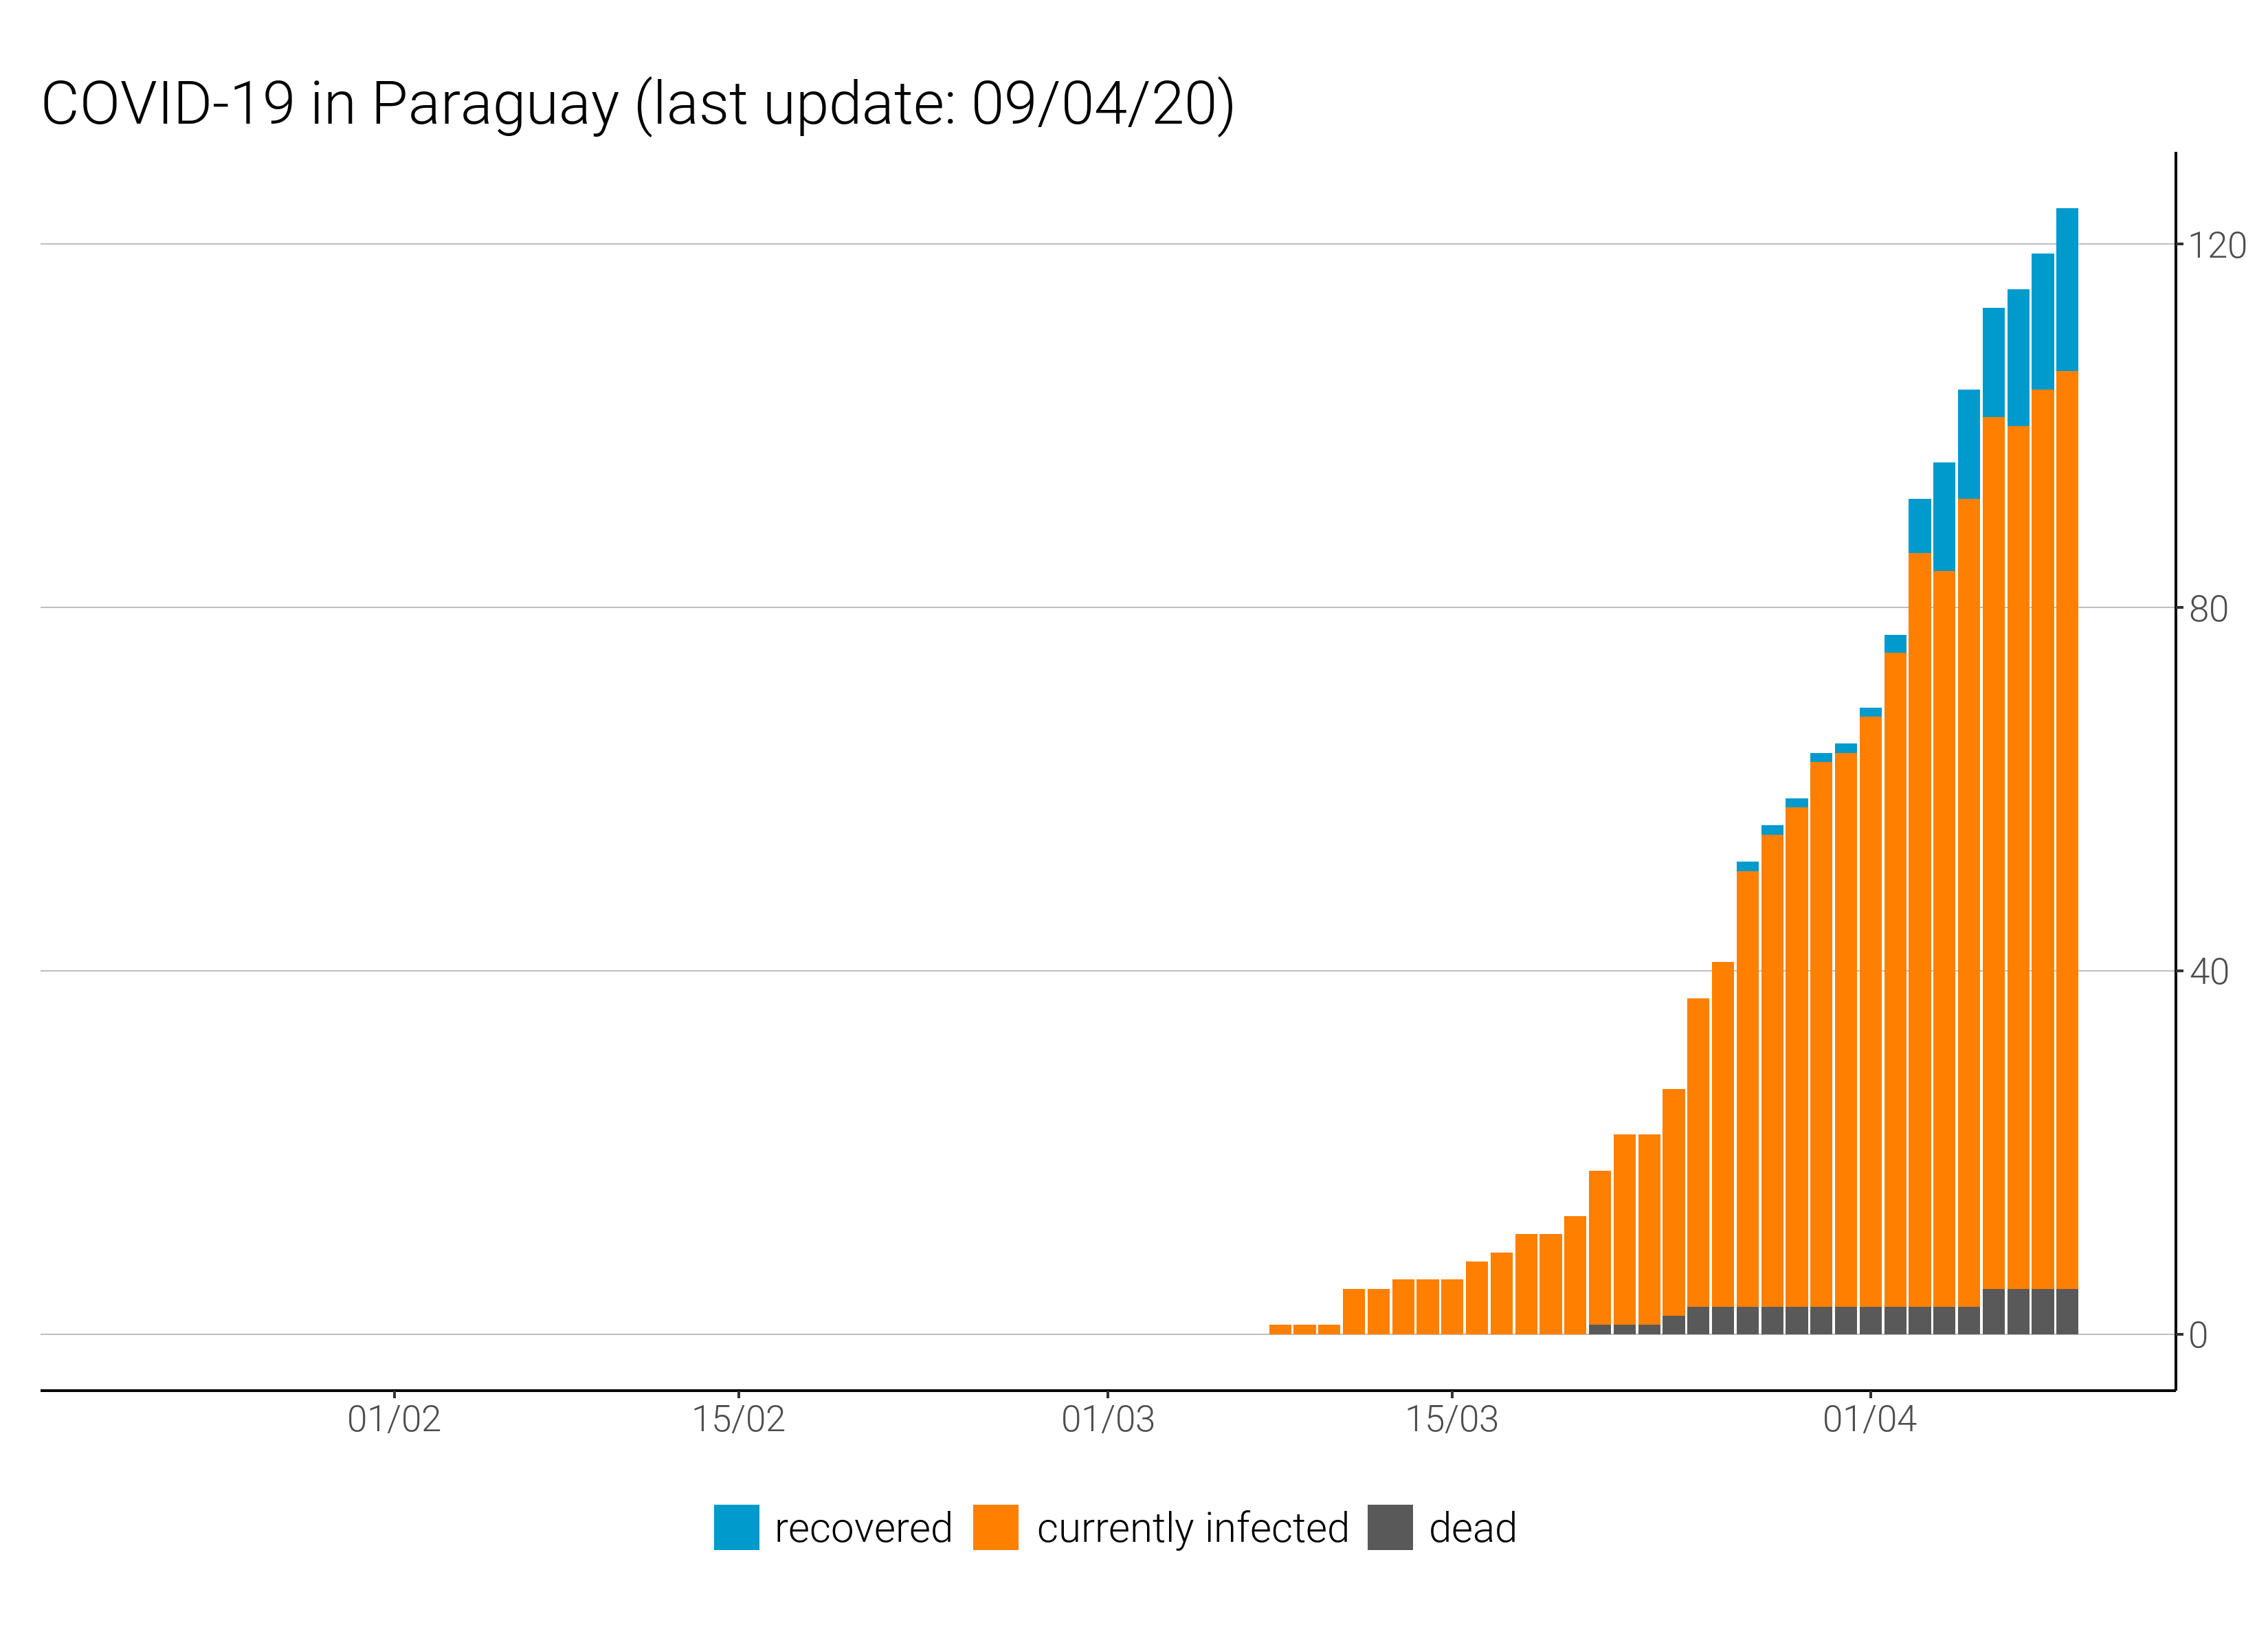 COVID-19 in Paraguay (last update: 09/04/20)
120
80
40
0
01/02 15/02 01/03 15/03 01/04
recovered currently infected dead